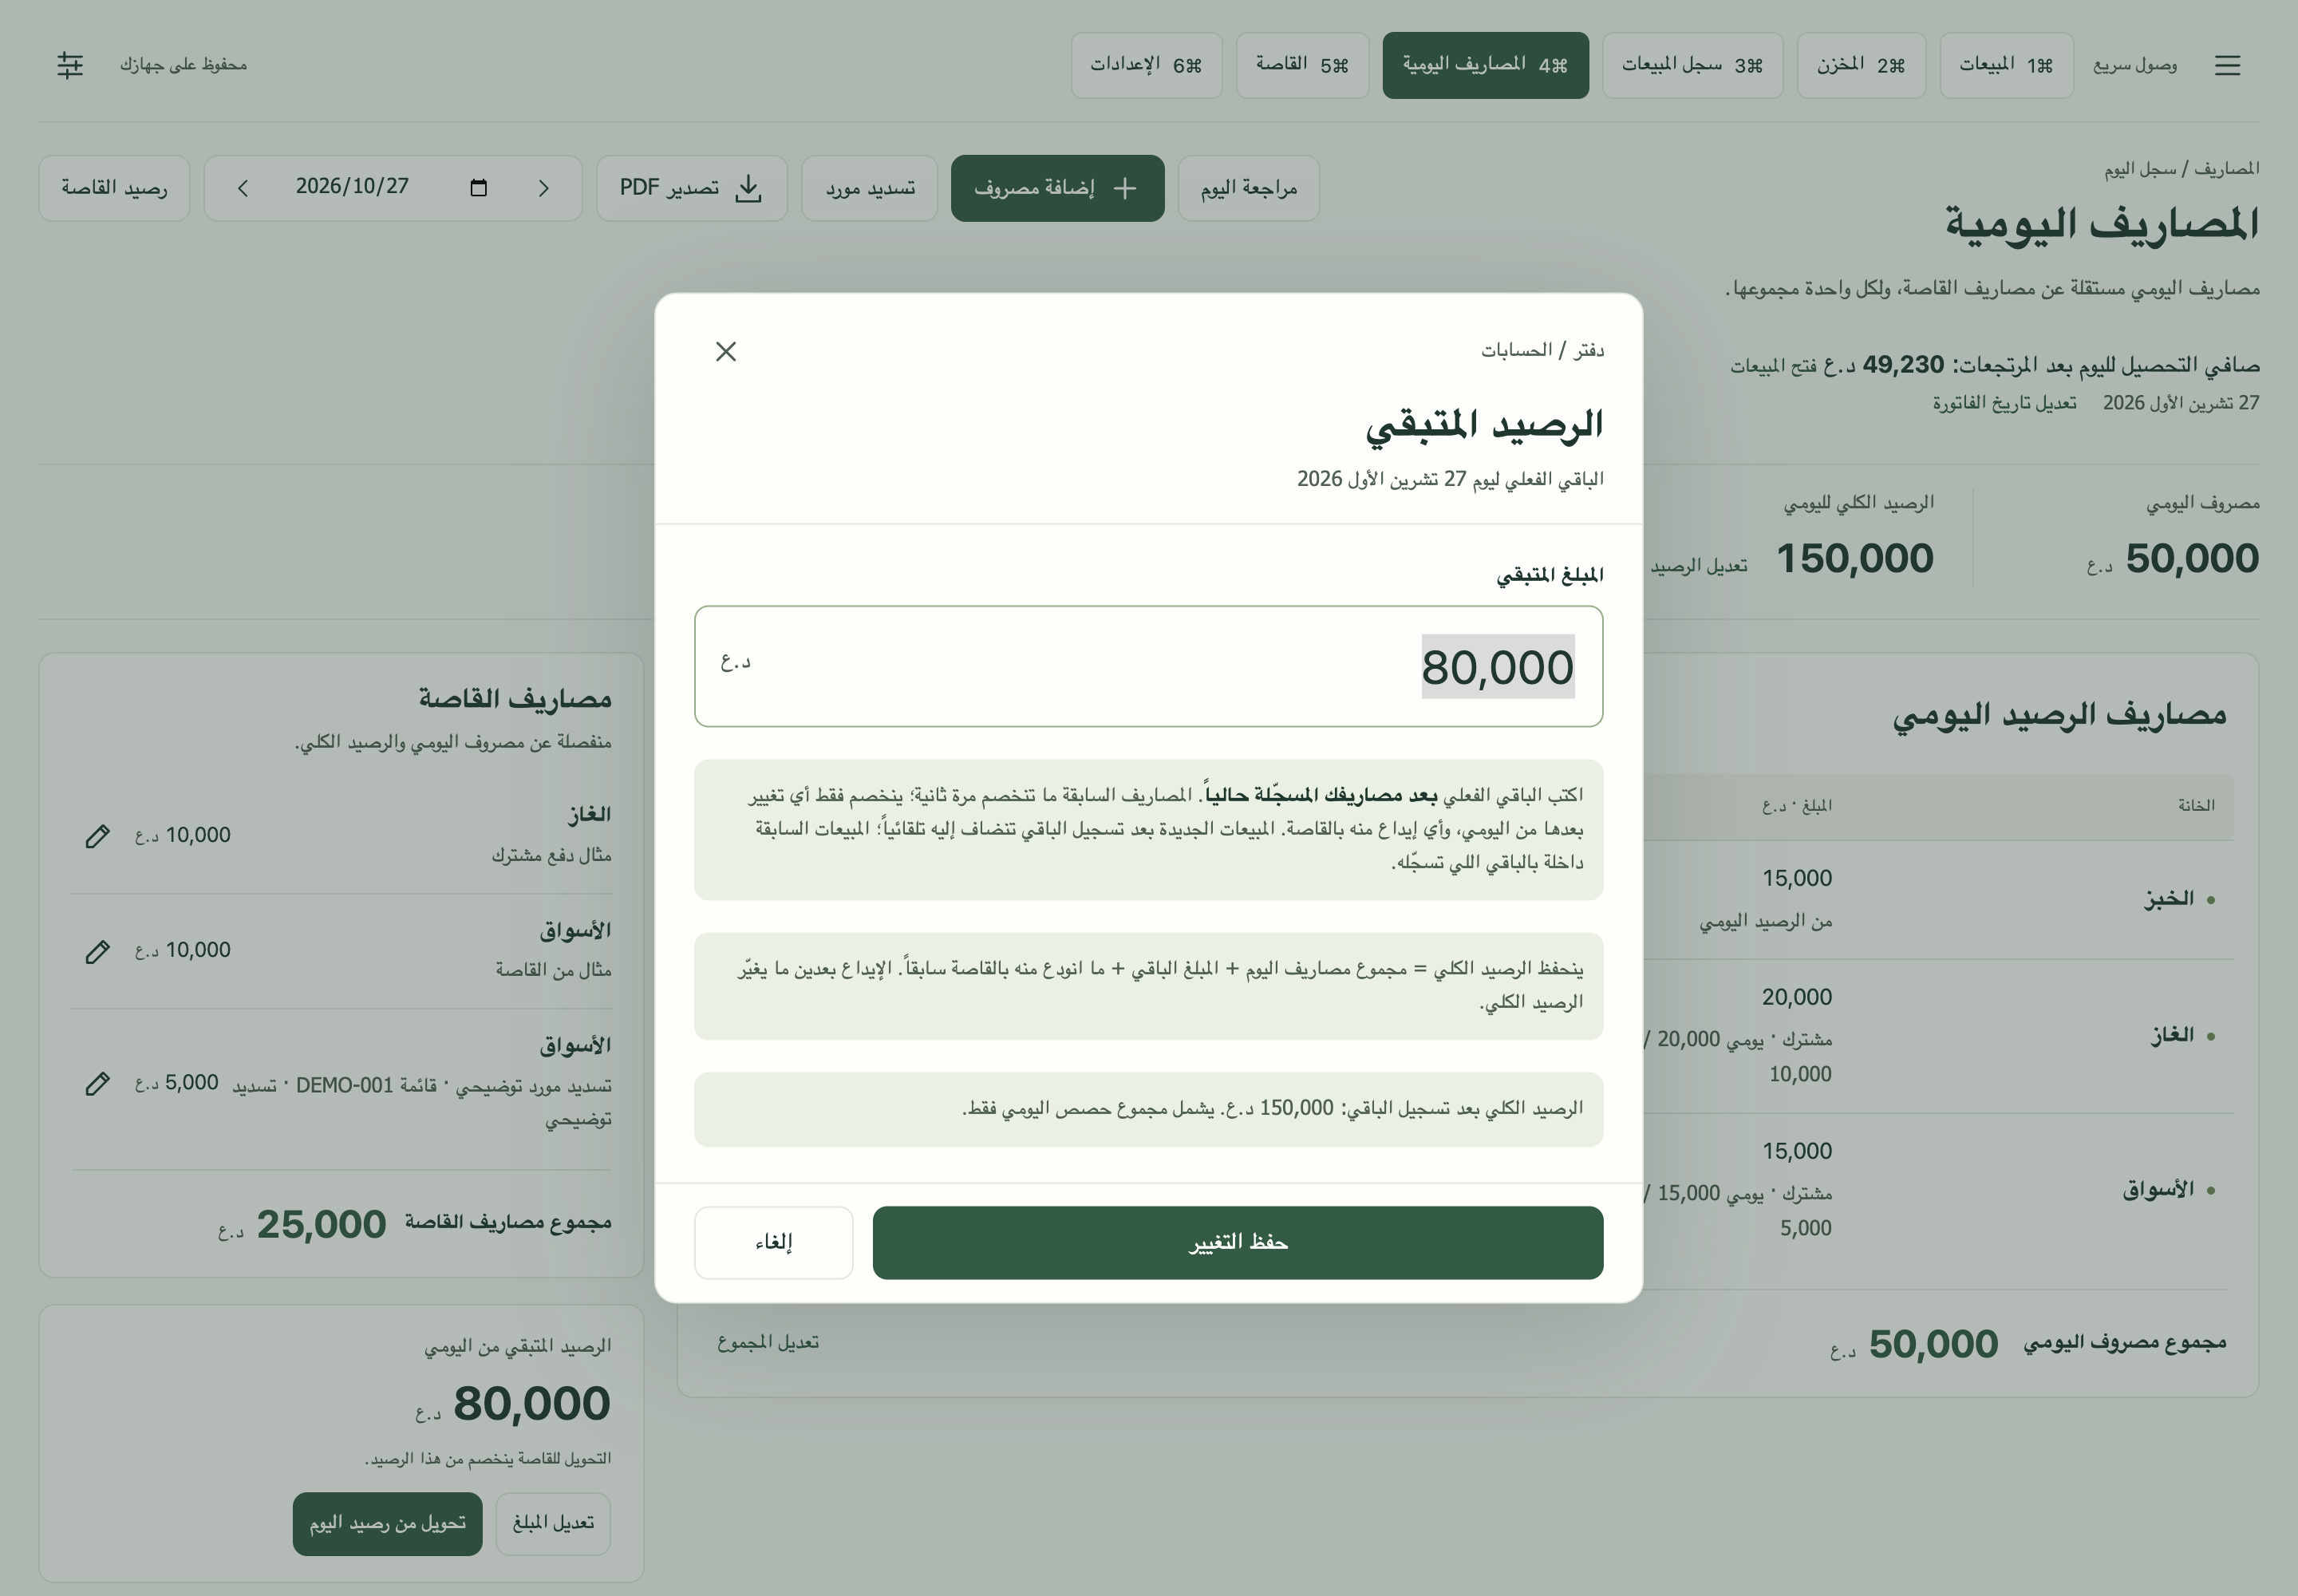 وصول سريع
⌘1 المبيعات
⌘2 المخزن
⌘3 سجل المبيعات
⌘4 المصاريف اليومية
⌘5 القاصة
⌘6 الإعدادات
محفوظ على جهازك
المصاريف / سجل اليوم
المصاريف اليومية
مصاريف اليومي مستقلة عن مصاريف القاصة، ولكل واحدة مجموعها.
مراجعة اليوم
إضافة مصروف
تسديد مورد
تصدير PDF
2026/10/27
رصيد القاصة
صافي التحصيل لليوم بعد المرتجعات: 49,230 د.ع فتح المبيعات
27 تشرين الأول 2026 تعديل تاريخ الفاتورة
مصروف اليومي
50,000 د.ع
الرصيد الكلي لليومي
150,000 تعديل الرصيد
دفتر / الحسابات
الرصيد المتبقي
الباقي الفعلي ليوم 27 تشرين الأول 2026
المبلغ المتبقي
80,000 د.ع
اكتب الباقي الفعلي بعد مصاريفك المسجّلة حالياً. المصاريف السابقة ما تنخصم مرة ثانية؛ ينخصم فقط أي تغيير
بعدها من اليومي، وأي إيداع منه بالقاصة. المبيعات الجديدة بعد تسجيل الباقي تنضاف إليه تلقائياً؛ المبيعات السابقة
داخلة بالباقي اللي تسجّله.
ينحفظ الرصيد الكلي = مجموع مصاريف اليوم + المبلغ الباقي + ما انودع منه بالقاصة سابقاً. الإيداع بعدين ما يغيّر
الرصيد الكلي.
الرصيد الكلي بعد تسجيل الباقي: 150,000 د.ع. يشمل مجموع حصص اليومي فقط.
حفظ التغيير
إلغاء
مصاريف الرصيد اليومي
الخانة
المبلغ · د.ع
الخبز
15,000
من الرصيد اليومي
الغاز
20,000
مشترك · يومي 20,000 /
10,000
الأسواق
15,000
مشترك · يومي 15,000 /
5,000
مجموع مصروف اليومي 50,000 د.ع
تعديل المجموع
مصاريف القاصة
منفصلة عن مصروف اليومي والرصيد الكلي.
الغاز
مثال دفع مشترك
10,000 د.ع
الأسواق
مثال من القاصة
10,000 د.ع
الأسواق
تسديد مورد توضيحي · قائمة DEMO-001 · تسديد
توضيحي
5,000 د.ع
مجموع مصاريف القاصة 25,000 د.ع
الرصيد المتبقي من اليومي
80,000 د.ع
التحويل للقاصة ينخصم من هذا الرصيد.
تعديل المبلغ
تحويل من رصيد اليوم